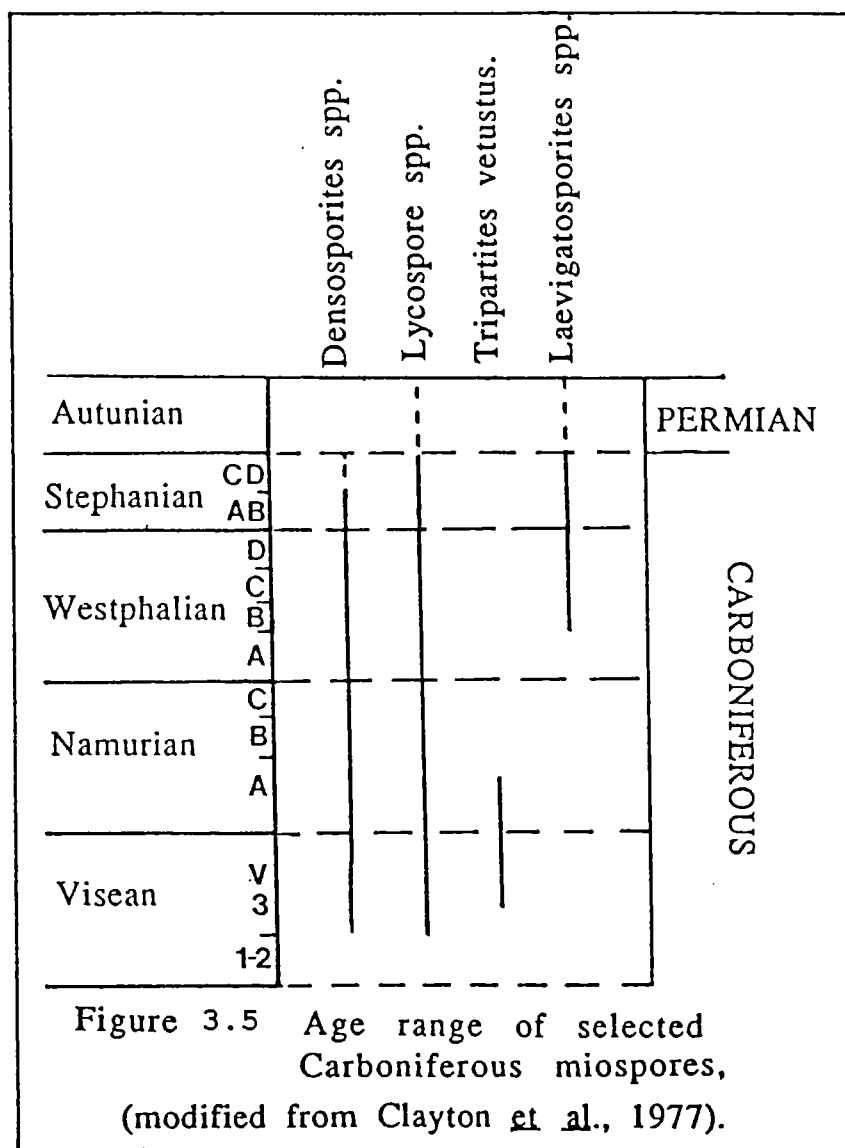 Densosporites spp.
Lycospore spp.
Tripartites vetustus.
Laevigatosporites spp.
Autunian
PERMIAN
Stephanian
CD
AB
Westphalian
D
C
B
A
Namurian
C
B
A
Visean
V
3
1-2
CARBONIFEROUS
Figure 3.5 Age range of selected
Carboniferous miospores,
(modified from Clayton et al., 1977).